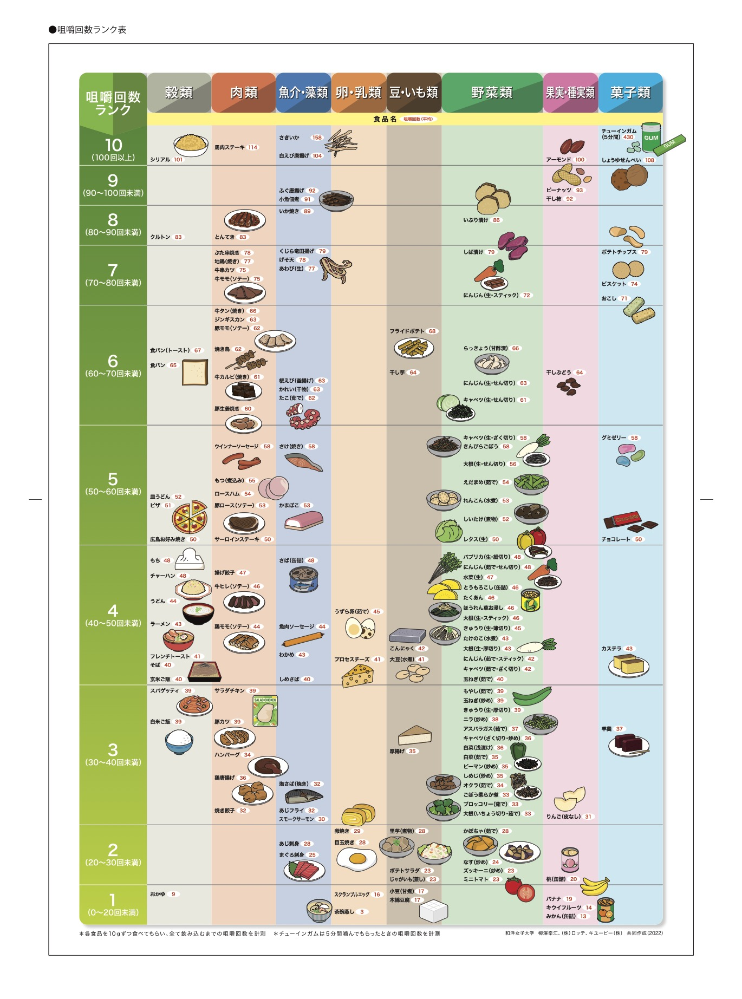 ●咀嚼回数ランク表
咀嚼回数
ランク
穀類
肉類
魚介・藻類
卵・乳類
豆・いも類
野菜類
果実・種実類
菓子類
食品名 咀嚼回数(平均)
10
(100回以上)
シリアル 101
馬肉ステーキ 114
さきいか 158
白えび唐揚げ 104
アーモンド 100
チューインガム
(5分間) 430
GUM
GUM
しょうゆせんべい 108
9
(90〜100回未満)
ふぐ唐揚げ 92
小魚佃煮 91
ピーナッツ 93
干し柿 92
8
(80〜90回未満)
クルトン 83
とんてき 83
いか焼き 89
いぶり漬け 86
7
(70〜80回未満)
ぶた串焼き 78
地鶏(焼き) 77
牛串カツ 75
牛モモ(ソテー) 75
くじら竜田揚げ 79
げそ天 78
あわび(生) 77
しば漬け 79
にんじん(生・スティック) 72
ポテトチップス 79
ビスケット 74
おこし 71
6
(60〜70回未満)
食パン(トースト) 67
食パン 65
牛タン(焼き) 66
ジンギスカン 63
豚モモ(ソテー) 62
焼き鳥 62
牛カルビ(焼き) 61
豚生姜焼き 60
桜えび(釜揚げ) 63
かれい(干物) 63
たこ(茹で) 62
フライドポテト 68
干し芋 64
らっきょう(甘酢漬) 66
にんじん(生・せん切り) 63
キャベツ(生・せん切り) 61
干しぶどう 64
5
(50〜60回未満)
皿うどん 52
ピザ 51
広島お好み焼き 50
ウインナーソーセージ 58
もつ(煮込み) 55
ロースハム 54
豚ロース(ソテー) 53
サーロインステーキ 50
さけ(焼き) 58
かまぼこ 53
キャベツ(生・ざく切り) 58
きんぴらごぼう 58
大根(生・せん切り) 56
えだまめ(茹で) 54
れんこん(水煮) 53
しいたけ(煮物) 52
レタス(生) 50
グミゼリー 58
Chocolate
チョコレート 50
4
(40〜50回未満)
もち 48
チャーハン 48
うどん 44
ラーメン 43
フレンチトースト 41
そば 40
玄米ご飯 40
揚げ餃子 47
牛ヒレ(ソテー) 46
鶏モモ(ソテー) 44
さば(缶詰) 48
魚肉ソーセージ 44
わかめ 43
しめさば 40
うずら卵(茹で) 45
プロセスチーズ 41
こんにゃく 42
大豆(水煮) 41
パプリカ(生・細切り) 48
にんじん(茹で・せん切り) 48
水菜(生) 47
とうもろこし(缶詰) 46
たくあん 46
ほうれん草お浸し 46
大根(生・スティック) 46
きゅうり(生・薄切り) 45
たけのこ(水煮) 43
大根(生・厚切り) 43
にんじん(茹で・スティック) 42
キャベツ(茹で・ざく切り) 42
玉ねぎ(茹で) 40
カステラ 43
3
(30〜40回未満)
スパゲッティ 39
白米ご飯 39
サラダチキン 39
SALAD CHICKEN
豚カツ 39
ハンバーグ 34
鶏唐揚げ 36
焼き餃子 32
塩さば(焼き) 32
あじフライ 32
スモークサーモン 30
厚揚げ 35
もやし(茹で) 39
玉ねぎ(炒め) 39
きゅうり(生・厚切り) 39
ニラ(炒め) 38
アスパラガス(茹で) 37
キャベツ(ざく切り・炒め) 36
白菜(浅漬け) 36
白菜(茹で) 35
ピーマン(炒め) 35
しめじ(炒め) 35
オクラ(茹で) 34
ごぼう柔らか煮 33
ブロッコリー(茹で) 33
大根(いちょう切り・茹で) 33
りんご(皮なし) 31
羊羹 37
2
(20〜30回未満)
あじ刺身 28
まぐろ刺身 25
卵焼き 29
目玉焼き 28
里芋(煮物) 28
ポテトサラダ 23
じゃがいも(蒸し) 23
かぼちゃ(茹で) 28
なす(炒め) 24
ズッキーニ(炒め) 23
ミニトマト 23
桃(缶詰) 20
1
(0〜20回未満)
おかゆ 9
スクランブルエッグ 16
茶碗蒸し 3
小豆(甘煮) 17
木綿豆腐 17
バナナ 19
キウイフルーツ 14
みかん(缶詰) 13
＊各食品を10gずつ食べてもらい、全て飲み込むまでの咀嚼回数を計測 ＊チューインガムは5分間噛んでもらったときの咀嚼回数を計測
和洋女子大学 柳澤幸江、(株)ロッテ、キユーピー(株) 共同作成(2022)